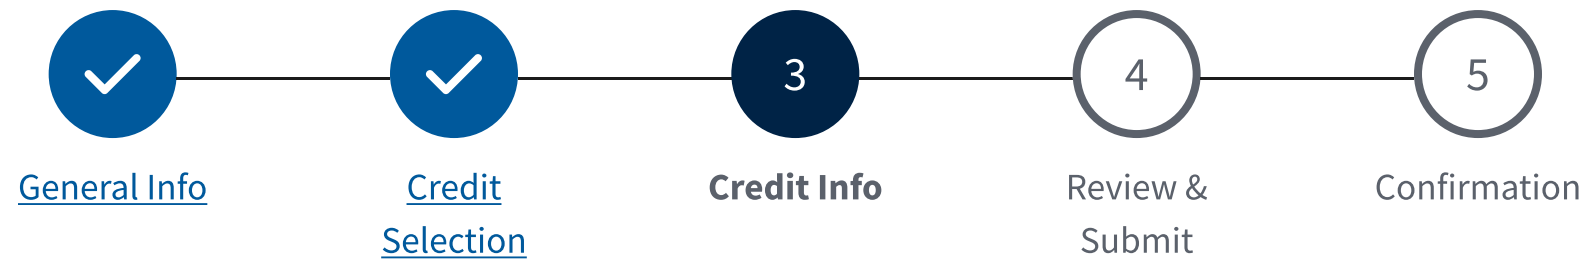 3
4
5
General Info
Credit
Selection
Credit Info
Review &
Submit
Confirmation